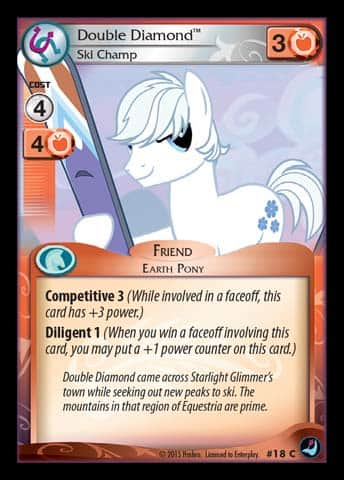 Double Diamond™
Ski Champ
3
COST
4
4
FRIEND
EARTH PONY
Competitive 3 (While involved in a faceoff, this
card has +3 power.)
Diligent 1 (When you win a faceoff involving this
card, you may put a +1 power counter on this card.)
Double Diamond came across Starlight Glimmer's
town while seeking out new peaks to ski. The
mountains in that region of Equestria are prime.
© 2015 Hasbro. Licensed to Enterplay.
#18 C